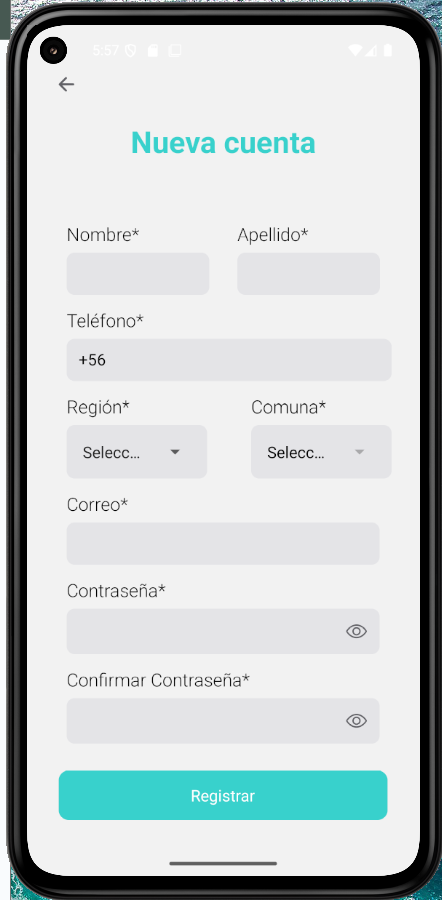 5:57
Nueva cuenta
Nombre* Apellido*
Teléfono*
+56
Región* Comuna*
Selecc... Selecc...
Correo*
Contraseña*
Confirmar Contraseña*
Registrar